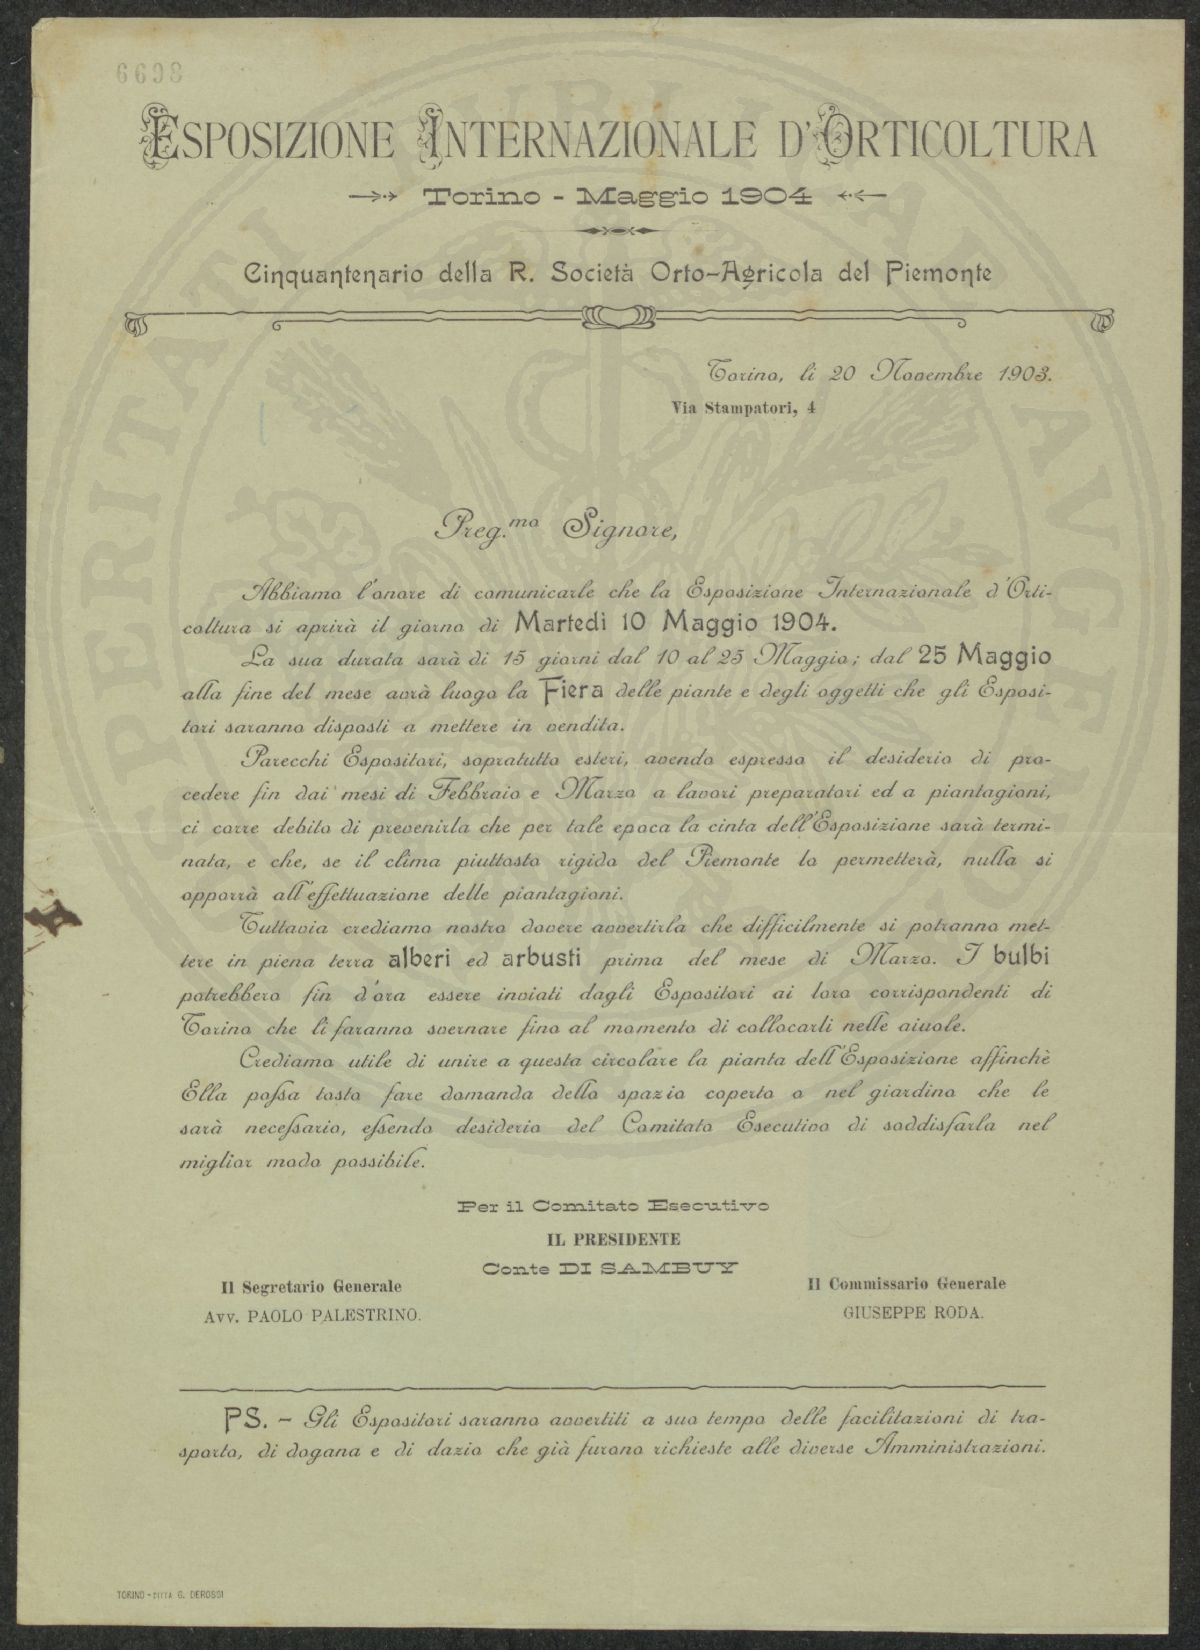 6698
ESPOSIZIONE INTERNAZIONALE D'ORTICOLTURA
Torino - Maggio 1904
Cinquantenario della R. Società Orto-Agricola del Piemonte
Torino, li 20 Novembre 1903.
Via Stampatori, 4
Preg.mo Signore,
Abbiamo l'onore di comunicarle che la Esposizione Internazionale d'Orti-
coltura si aprirà il giorno di Martedì 10 Maggio 1904.
La sua durata sarà di 15 giorni dal 10 al 25 Maggio; dal 25 Maggio
alla fine del mese avrà luogo la Fiera delle piante e degli oggetti che gli Esposi-
tori saranno disposti a mettere in vendita.
Parecchi Espositori, sopratutto esteri, avendo espresso il desiderio di pro-
cedere fin dai mesi di Febbraio e Marzo a lavori preparatori ed a piantagioni,
ci corre debito di prevenirla che per tale epoca la cinta dell'Esposizione sarà termi-
nata, e che, se il clima piuttosto rigido del Piemonte lo permetterà, nulla si
opporrà all'effettuazione delle piantagioni.
Tuttavia crediamo nostro dovere avvertirla che difficilmente si potranno met-
tere in piena terra alberi ed arbusti prima del mese di Marzo. I bulbi
potrebbero fin d'ora essere inviati dagli Espositori ai loro corrispondenti di
Torino che li faranno svernare fino al momento di collocarli nelle aiuole.
Crediamo utile di unire a questa circolare la pianta dell'Esposizione affinchè
Ella possa tosto fare domanda dello spazio coperto o nel giardino che le
sarà necessario, essendo desiderio del Comitato Esecutivo di soddisfarla nel
miglior modo possibile.
Per il Comitato Esecutivo
IL PRESIDENTE
Conte DI SAMBUY
Il Segretario Generale
Avv. PAOLO PALESTRINO.
Il Commissario Generale
GIUSEPPE RODA.
PS. - Gli Espositori saranno avvertiti a suo tempo delle facilitazioni di tra-
sporto, di dogana e di dazio che già furono richieste alle diverse Amministrazioni.
TORINO - DITTA G. DEROSSI